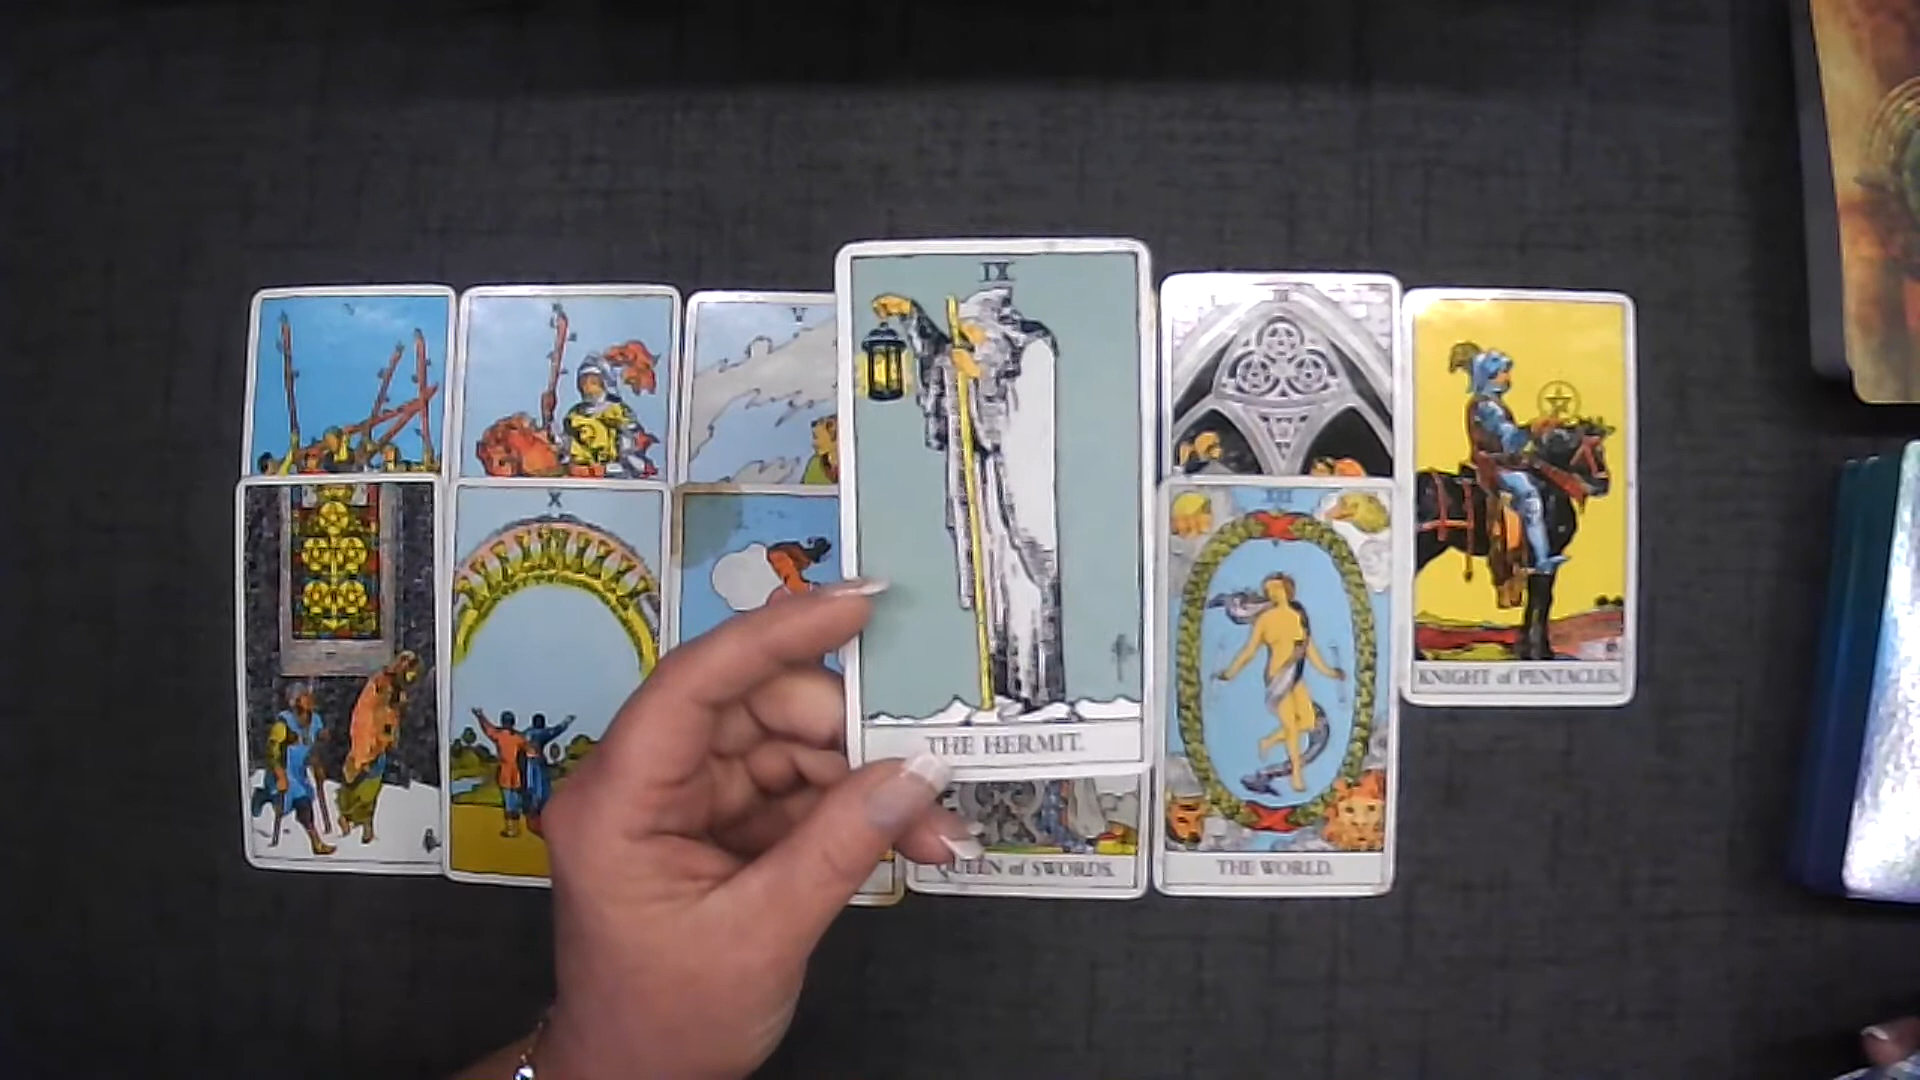 V
V
IX
KNIGHT of PENTACLES.
X
THE HERMIT.
QUEEN of SWORDS.
THE WORLD.